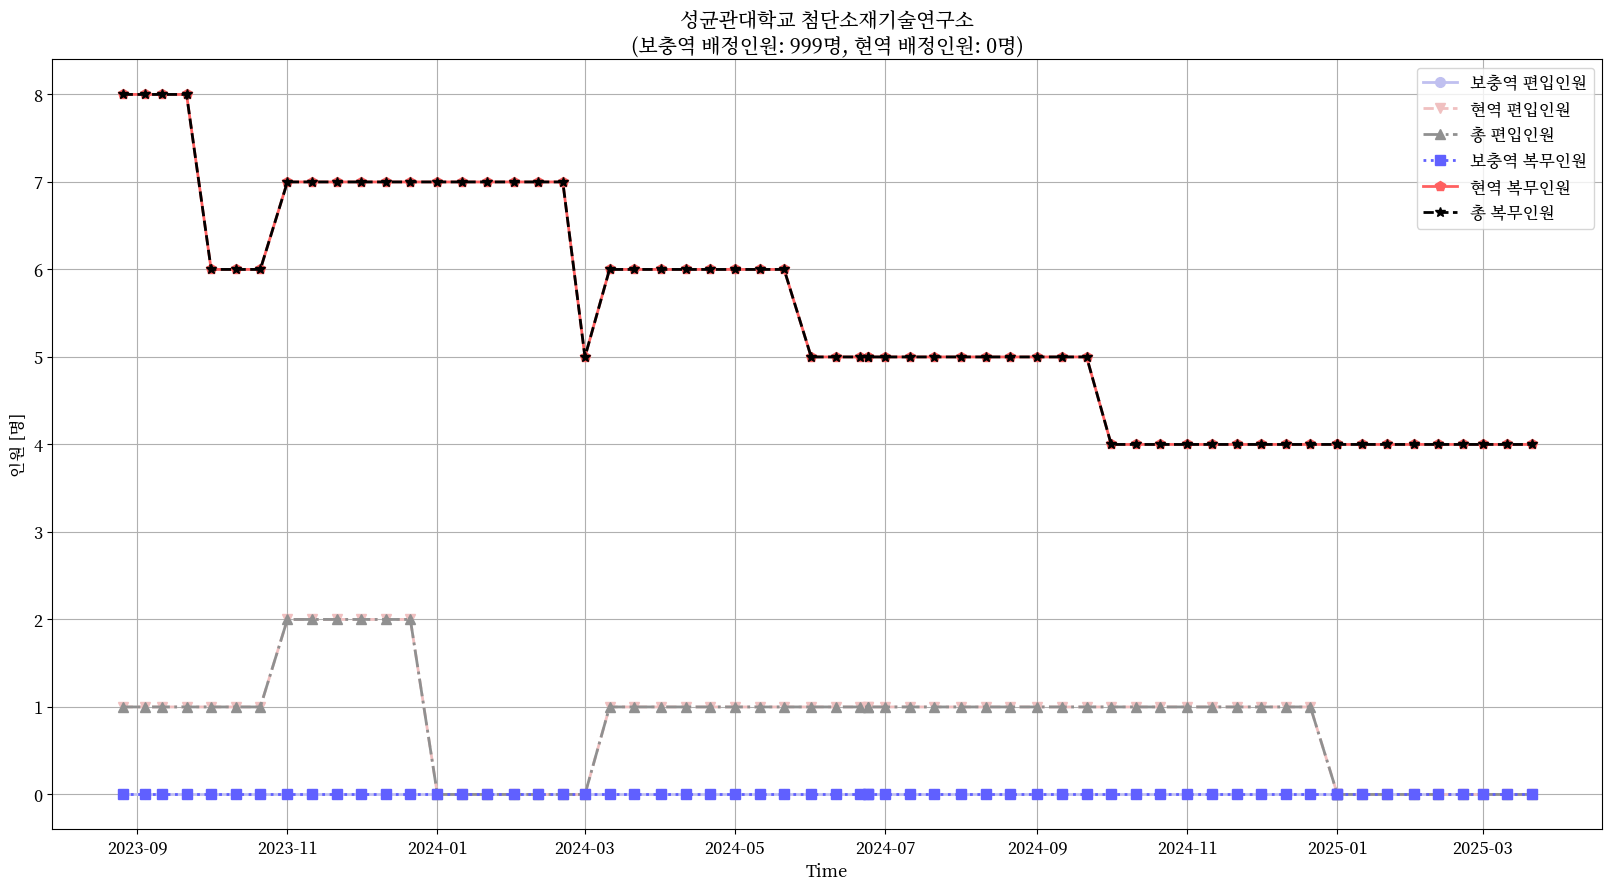 성균관대학교 첨단소재기술연구소
(보충역 배정인원: 999명, 현역 배정인원: 0명)
보충역 편입인원
현역 편입인원
총 편입인원
보충역 복무인원
현역 복무인원
총 복무인원
인원 [명]
8
7
6
5
4
3
2
1
0
2023-09
2023-11
2024-01
2024-03
2024-05
2024-07
2024-09
2024-11
2025-01
2025-03
Time